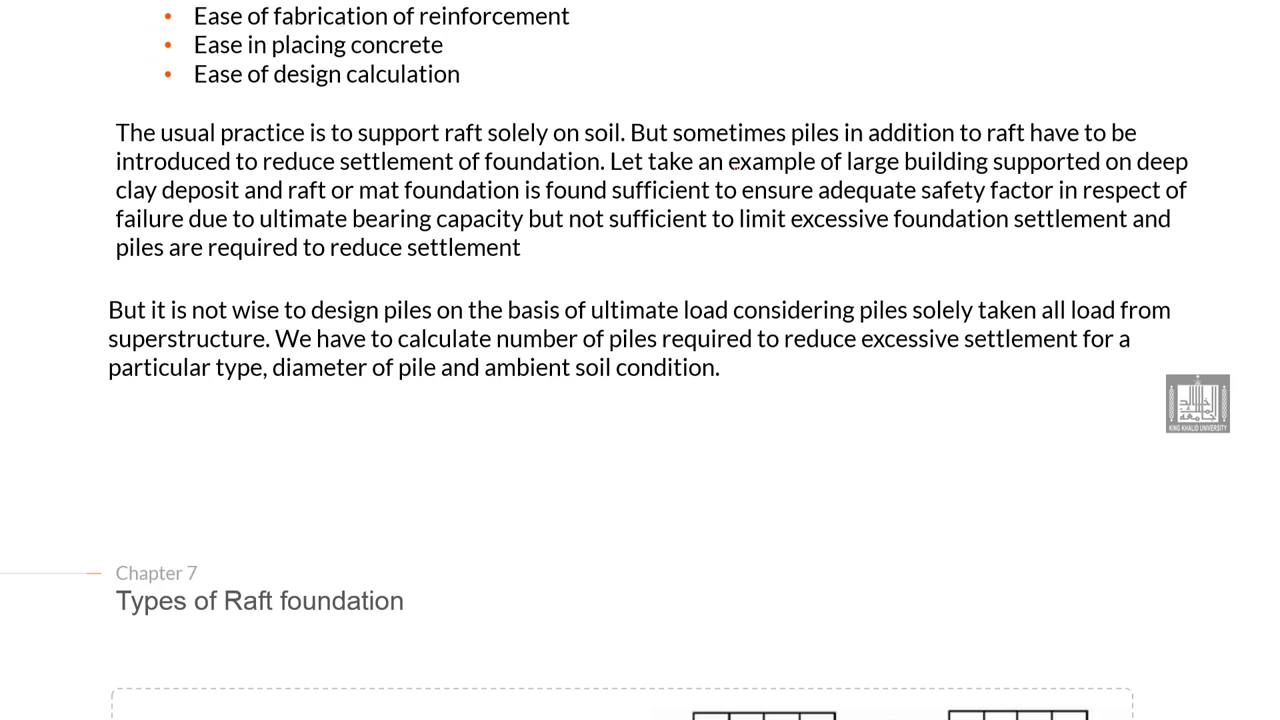 • Ease of fabrication of reinforcement
• Ease in placing concrete
• Ease of design calculation
The usual practice is to support raft solely on soil. But sometimes piles in addition to raft have to be
introduced to reduce settlement of foundation. Let take an example of large building supported on deep
clay deposit and raft or mat foundation is found sufficient to ensure adequate safety factor in respect of
failure due to ultimate bearing capacity but not sufficient to limit excessive foundation settlement and
piles are required to reduce settlement
But it is not wise to design piles on the basis of ultimate load considering piles solely taken all load from
superstructure. We have to calculate number of piles required to reduce excessive settlement for a
particular type, diameter of pile and ambient soil condition.
KING KHALID UNIVERSITY
Chapter 7
Types of Raft foundation